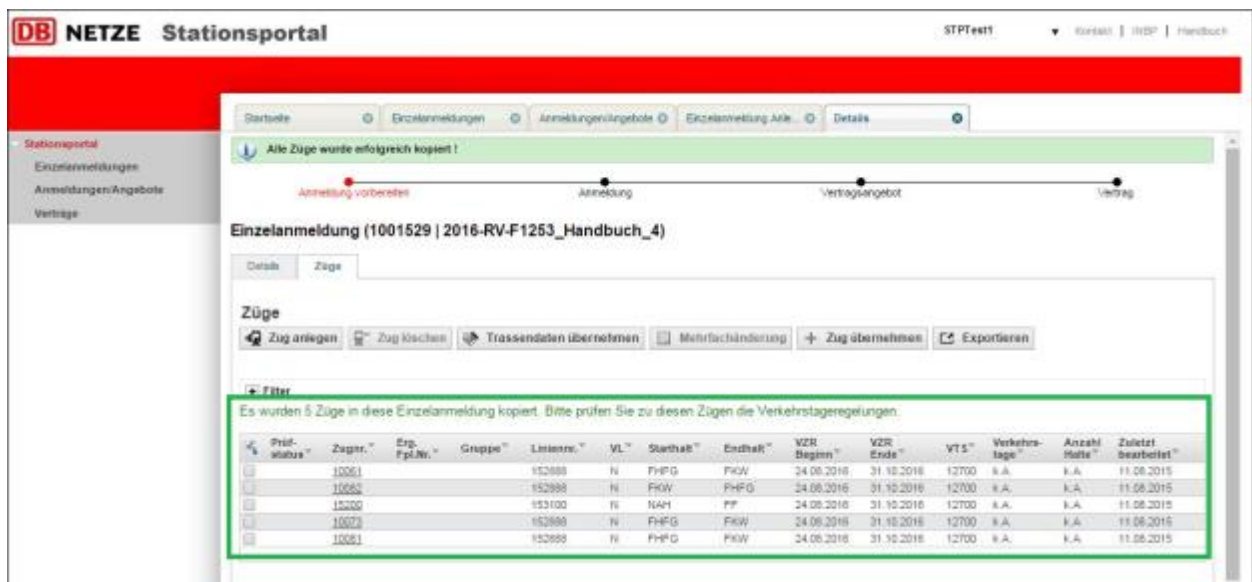 DB NETZE Stationsportal
STPTest1 Kontakt | INBP | Handbuch
Startseite Einzelanmeldungen Anmeldungen/Angebote Einzelanmeldung Anle... Details
Stationsportal
Einzelanmeldungen
Anmeldungen/Angebote
Verträge
Alle Züge wurde erfolgreich kopiert !
Anmeldung vorbereiten Anmeldung Vertragsangebot Vertrag
Einzelanmeldung (1001529 | 2016-RV-F1253_Handbuch_4)
Details Züge
Züge
Zug anlegen Zug löschen Trassendaten übernehmen Mehrfachänderung Zug übernehmen Exportieren
Filter
Es wurden 5 Züge in diese Einzelanmeldung kopiert. Bitte prüfen Sie zu diesen Zügen die Verkehrstageregelungen.
Prüf-status Zugnr. Erg. Fpl.Nr. Gruppe Liniennr. VL Starthalt Endhalt VZR Beginn VZR Ende VTS Verkehrs-tage Anzahl Halte Zuletzt bearbeitet
152888 N FHFG FKW 24.08.2016 31.10.2016 12700 k.A. k.A. 11.08.2015
152888 N FKW FHFG 24.08.2016 31.10.2016 12700 k.A. k.A. 11.08.2015
15200 153100 N NAH FF 24.08.2016 31.10.2016 12700 k.A. k.A. 11.08.2015
10073 152888 N FHFG FKW 24.08.2016 31.10.2016 12700 k.A. k.A. 11.08.2015
10081 152888 N FHFG FKW 24.08.2016 31.10.2016 12700 k.A. k.A. 11.08.2015